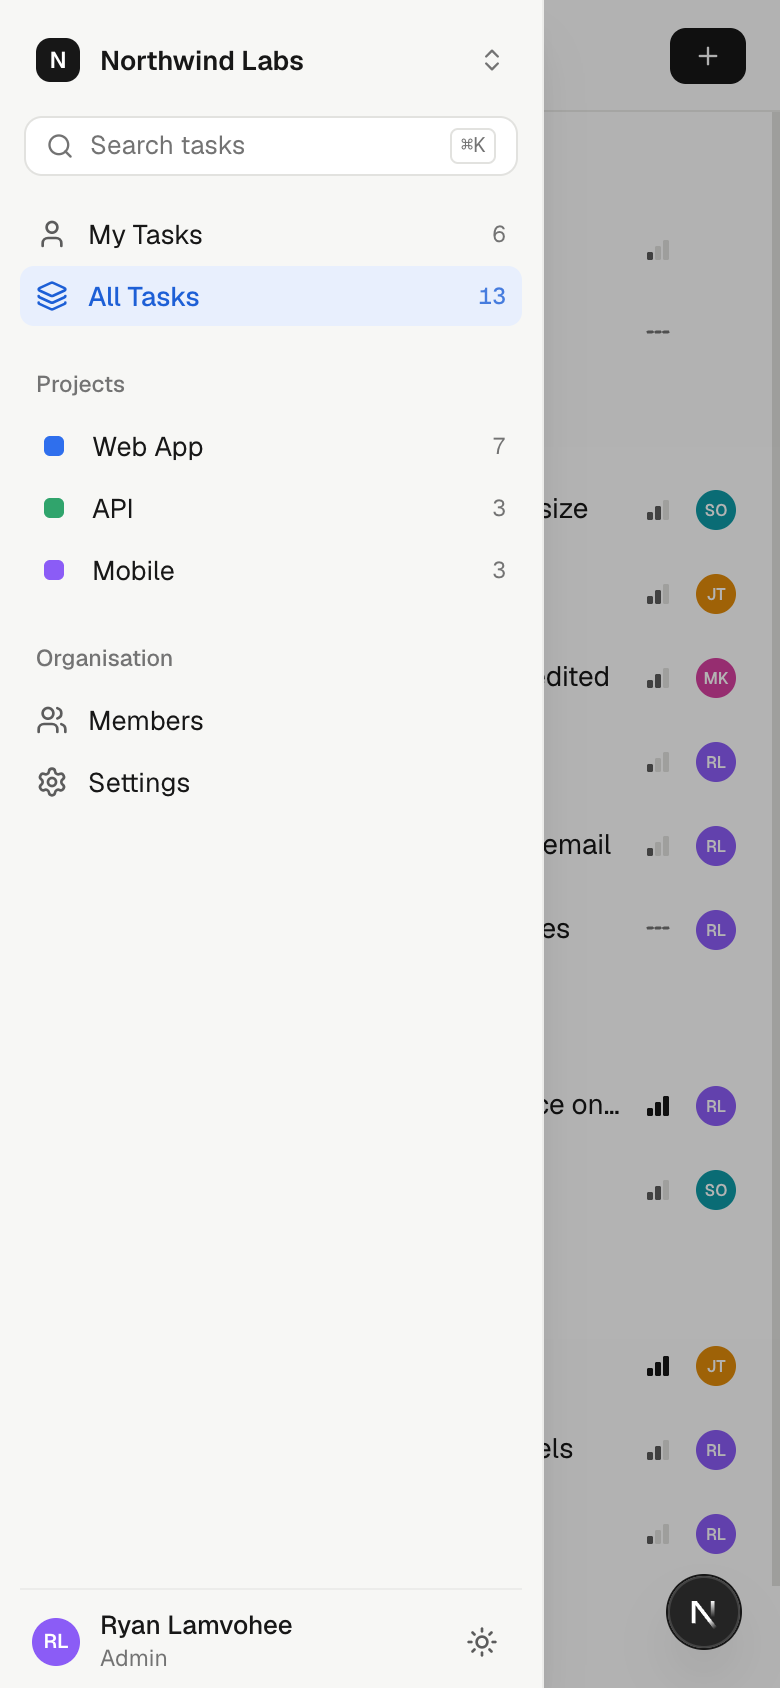 N Northwind Labs
Search tasks ⌘K
My Tasks 6
All Tasks 13
Projects
Web App 7
API 3
Mobile 3
Organisation
Members
Settings
size SO
JT
edited MK
RL
email RL
es RL
ce on... RL
SO
JT
els RL
RL
N
RL Ryan Lamvohee
Admin